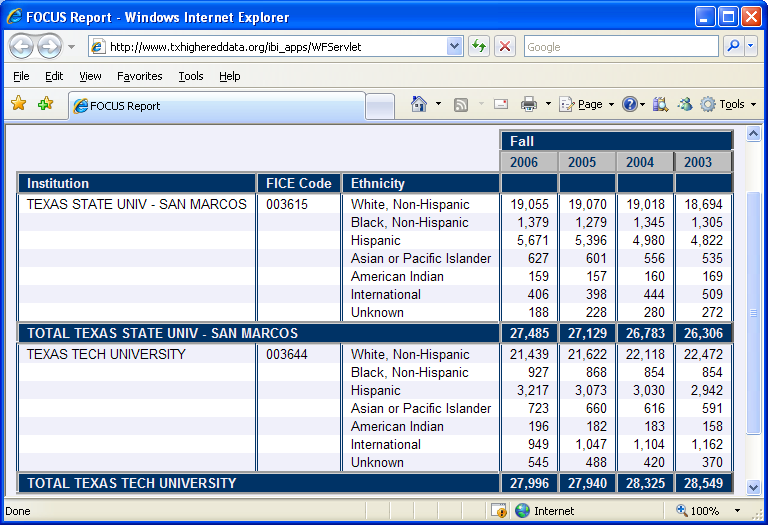 FOCUS Report - Windows Internet Explorer
http://www.txhighereddata.org/ibi_apps/WFServlet
Google
File Edit View Favorites Tools Help
FOCUS Report Page Tools
Fall
2006 2005 2004 2003
Institution FICE Code Ethnicity
TEXAS STATE UNIV - SAN MARCOS 003615 White, Non-Hispanic 19,055 19,070 19,018 18,694
Black, Non-Hispanic 1,379 1,279 1,345 1,305
Hispanic 5,671 5,396 4,980 4,822
Asian or Pacific Islander 627 601 556 535
American Indian 159 157 160 169
International 406 398 444 509
Unknown 188 228 280 272
TOTAL TEXAS STATE UNIV - SAN MARCOS 27,485 27,129 26,783 26,306
TEXAS TECH UNIVERSITY 003644 White, Non-Hispanic 21,439 21,622 22,118 22,472
Black, Non-Hispanic 927 868 854 854
Hispanic 3,217 3,073 3,030 2,942
Asian or Pacific Islander 723 660 616 591
American Indian 196 182 183 158
International 949 1,047 1,104 1,162
Unknown 545 488 420 370
TOTAL TEXAS TECH UNIVERSITY 27,996 27,940 28,325 28,549
Done Internet 100%